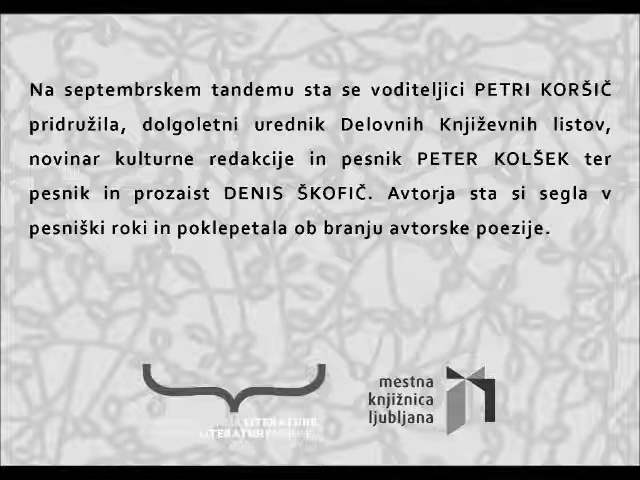 Na septembrskem tandemu sta se voditeljici PETRI KORŠIČ
pridružila, dolgoletni urednik Delovnih Književnih listov,
novinar kulturne redakcije in pesnik PETER KOLŠEK ter
pesnik in prozaist DENIS ŠKOFIČ. Avtorja sta si segla v
pesniški roki in poklepetala ob branju avtorske poezije.
LITERATURE
LITERATURE
mestna
knjižnica
ljubljana